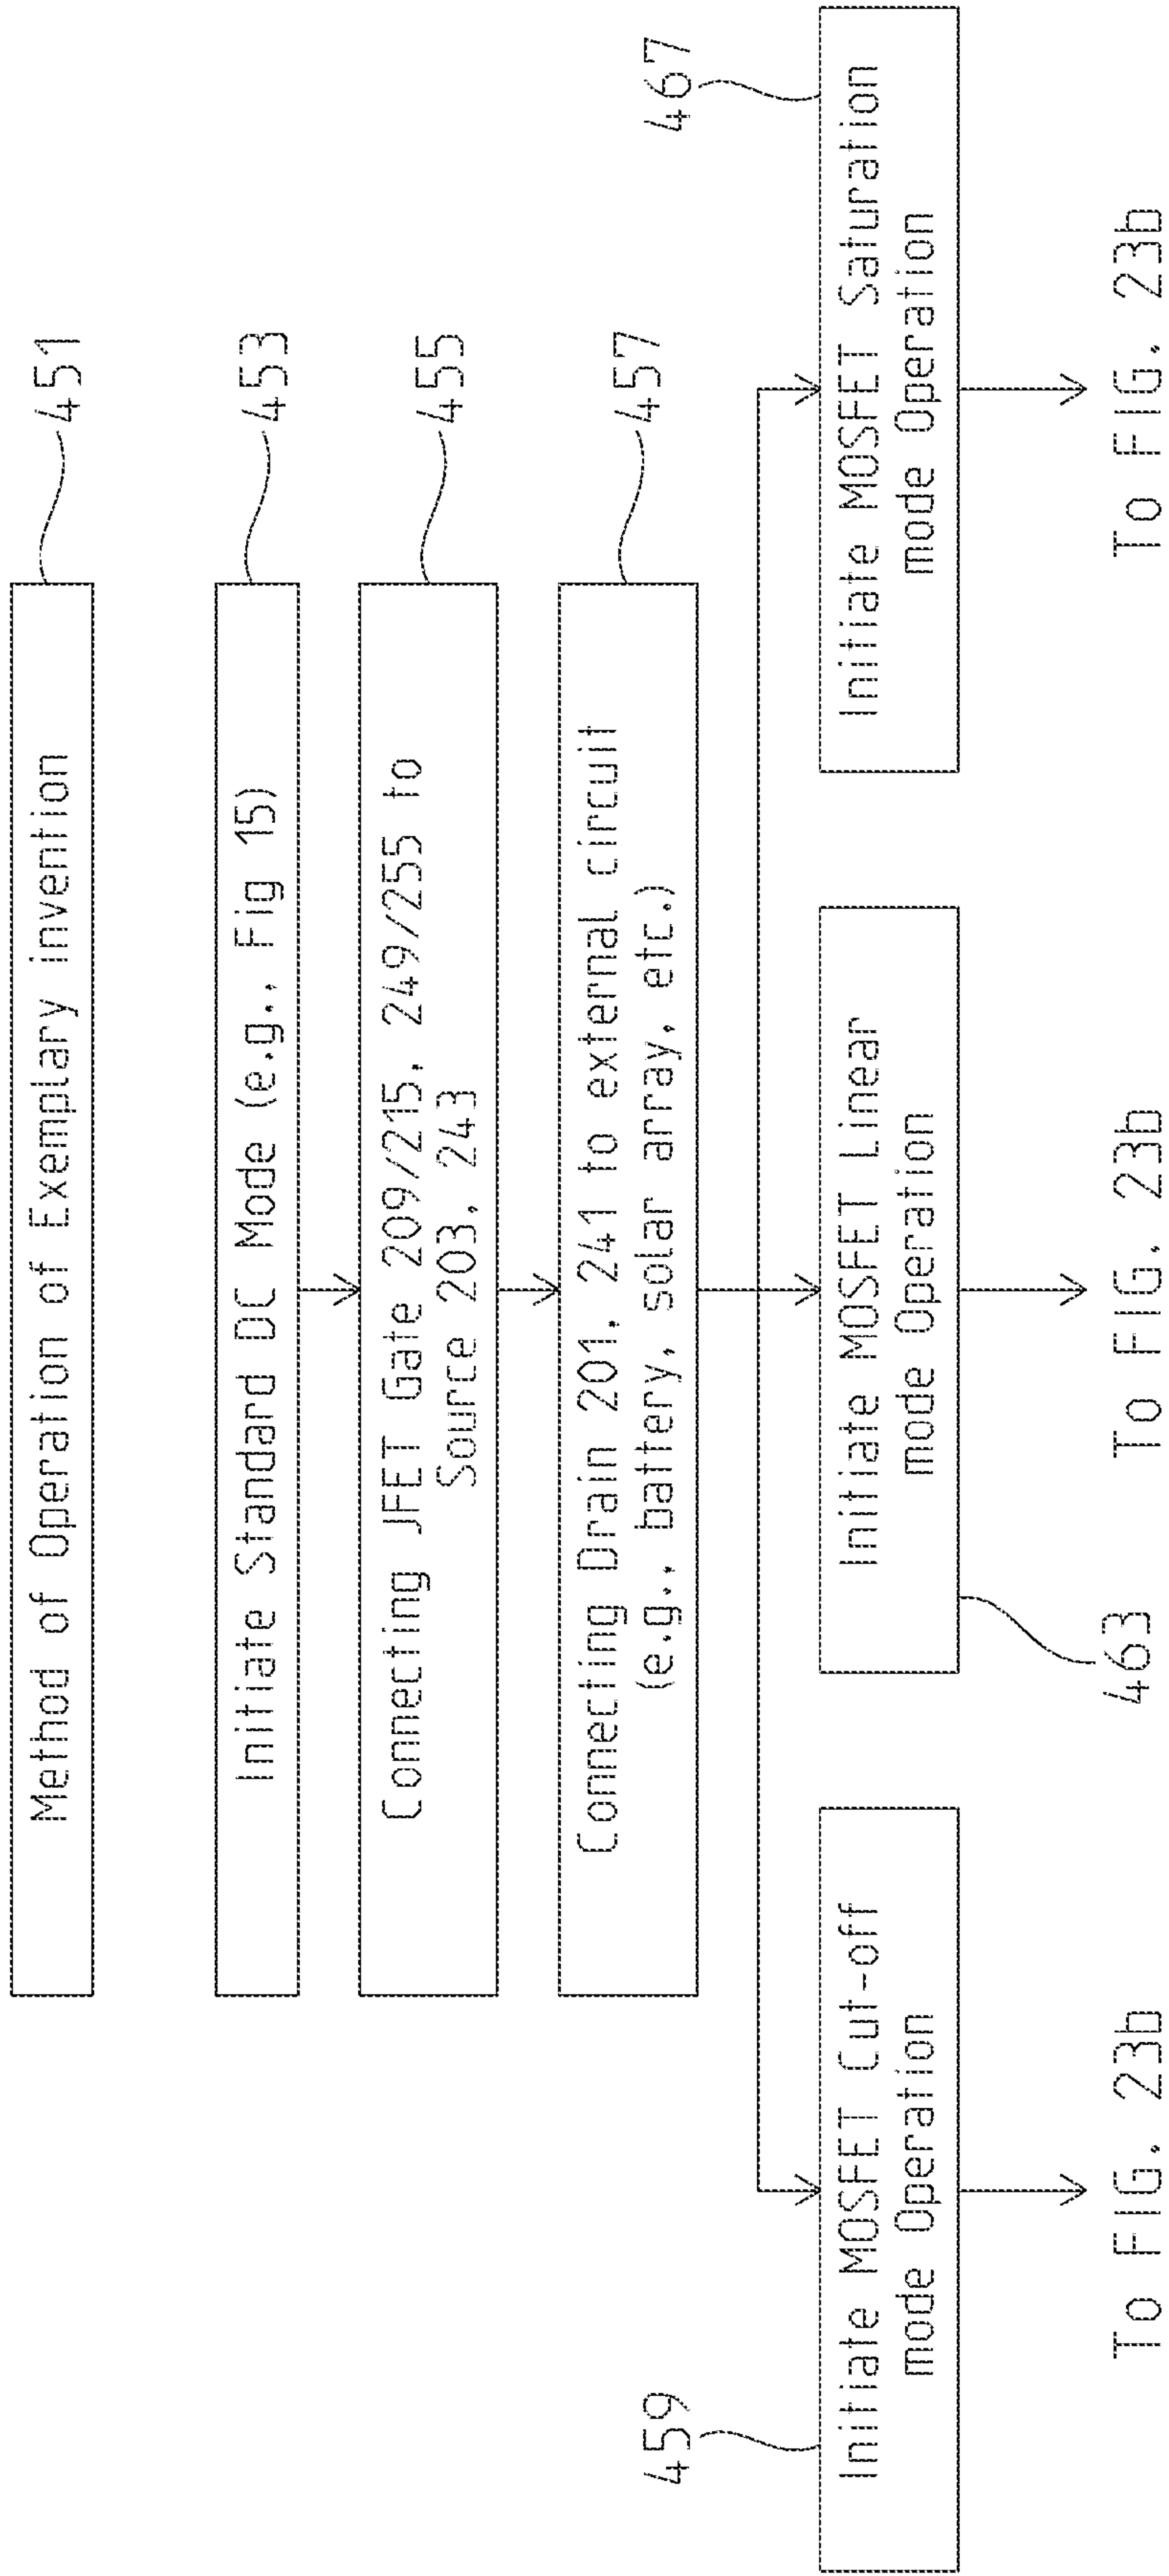 Method of Operation of Exemplary invention
451
Initiate Standard DC Mode (e.g., Fig 15)
453
Connecting JFET Gate 209/215, 249/255 to
Source 203, 243
455
Connecting Drain 201, 241 to external circuit
(e.g., battery, solar array, etc.)
457
459
Initiate MOSFET Cut-off
mode Operation
463
Initiate MOSFET Linear
mode Operation
467
Initiate MOSFET Saturation
mode Operation
To FIG. 23b
To FIG. 23b
To FIG. 23b